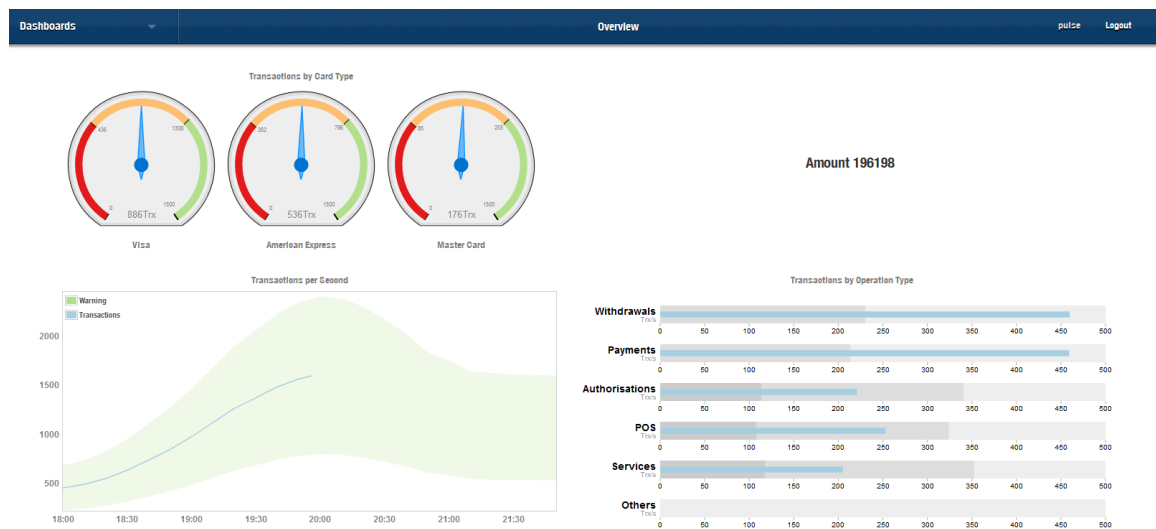 Dashboards Overview pulse Logout
Transactions by Card Type
436 1308 262 786 85 255
0 1500 0 1500 0 1500
886Trx 536Trx 176Trx
Visa American Express Master Card
Amount 196198
Transactions per Second
Warning
Transactions
2000
1500
1000
500
18:00 18:30 19:00 19:30 20:00 20:30 21:00 21:30
Transactions by Operation Type
Withdrawals
Trx/s
0 50 100 150 200 250 300 350 400 450 500
Payments
Trx/s
0 50 100 150 200 250 300 350 400 450 500
Authorisations
Trx/s
0 50 100 150 200 250 300 350 400 450 500
POS
Trx/s
0 50 100 150 200 250 300 350 400 450 500
Services
Trx/s
0 50 100 150 200 250 300 350 400 450 500
Others
Trx/s
0 50 100 150 200 250 300 350 400 450 500